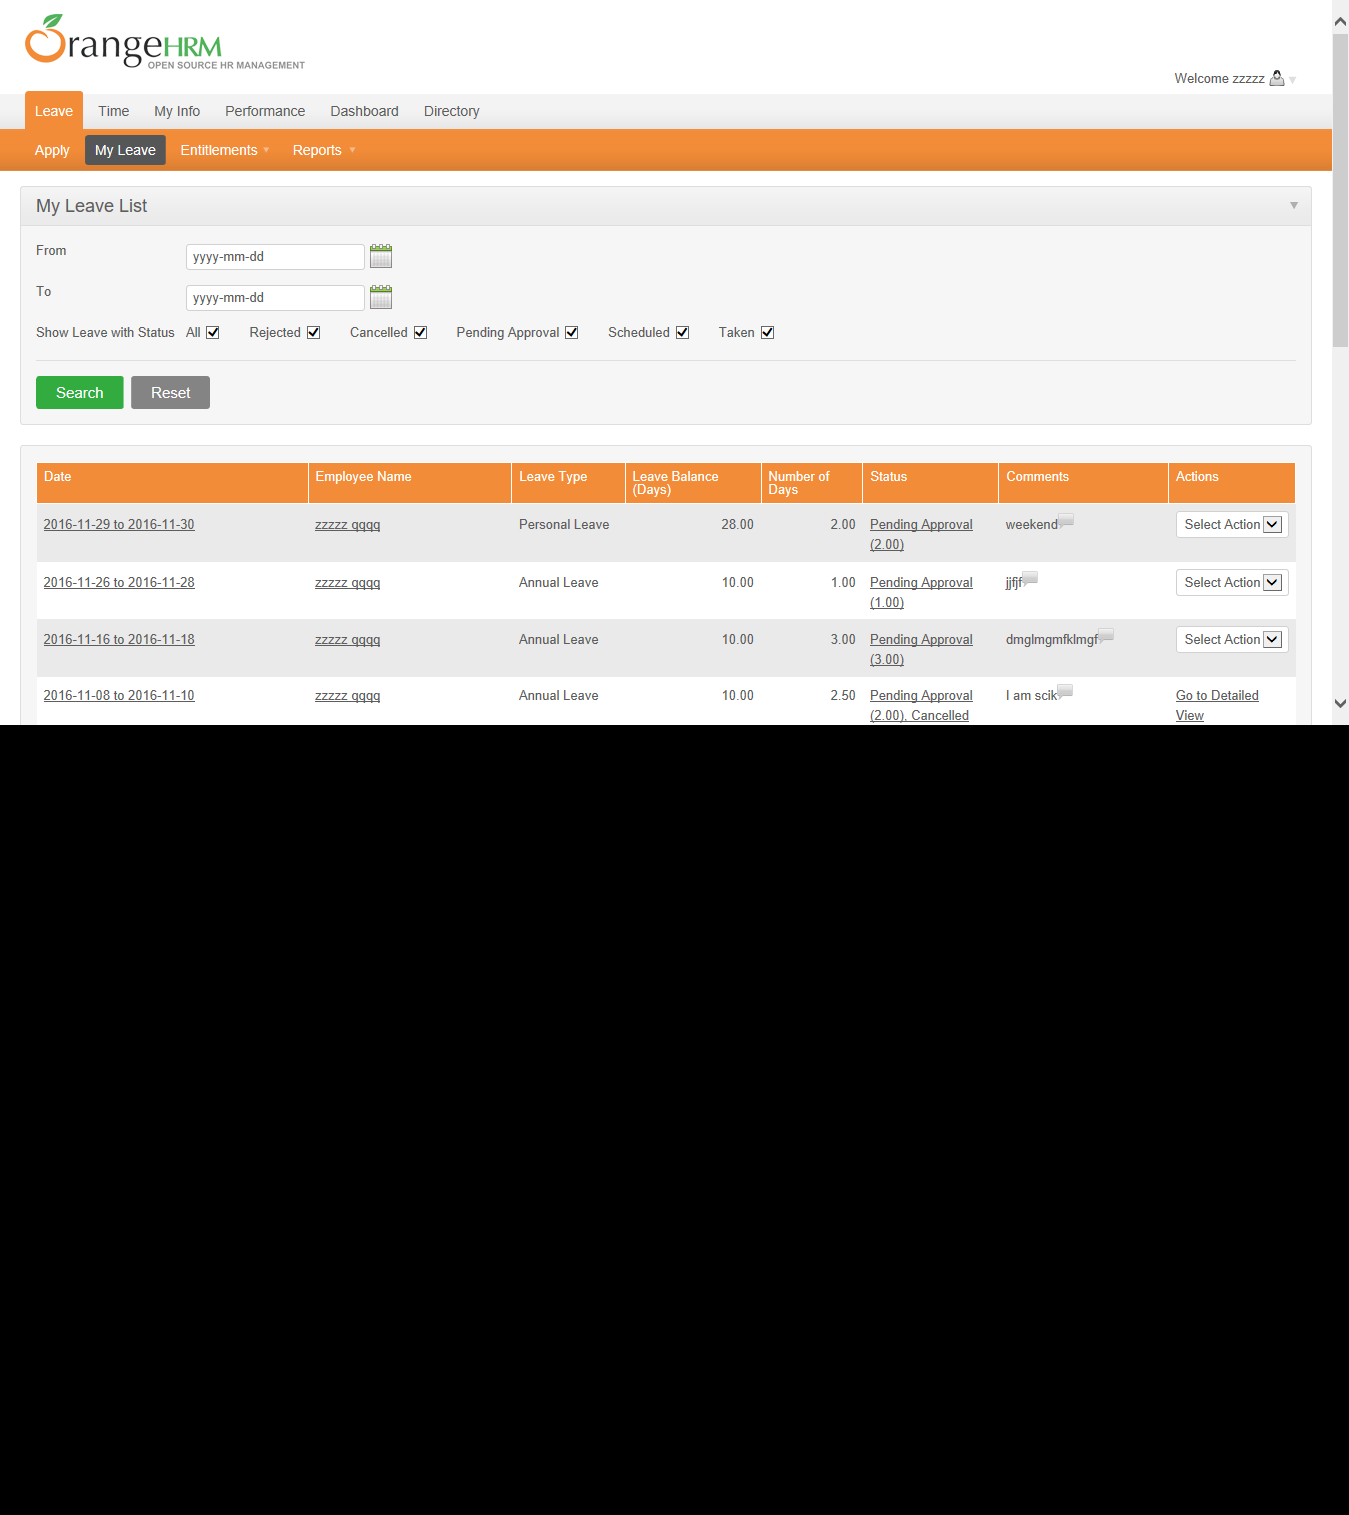 OrangeHRM
OPEN SOURCE HR MANAGEMENT
Welcome zzzzz
Leave Time My Info Performance Dashboard Directory
Apply My Leave Entitlements Reports
My Leave List
From yyyy-mm-dd
To yyyy-mm-dd
Show Leave with Status All Rejected Cancelled Pending Approval Scheduled Taken
Search Reset
Date Employee Name Leave Type Leave Balance (Days) Number of Days Status Comments Actions
2016-11-29 to 2016-11-30 zzzzz qqqq Personal Leave 28.00 2.00 Pending Approval (2.00) weekend Select Action
2016-11-26 to 2016-11-28 zzzzz qqqq Annual Leave 10.00 1.00 Pending Approval (1.00) jjfjf Select Action
2016-11-16 to 2016-11-18 zzzzz qqqq Annual Leave 10.00 3.00 Pending Approval (3.00) dmglmgmfklmgf Select Action
2016-11-08 to 2016-11-10 zzzzz qqqq Annual Leave 10.00 2.50 Pending Approval (2.00), Cancelled I am scik Go to Detailed View